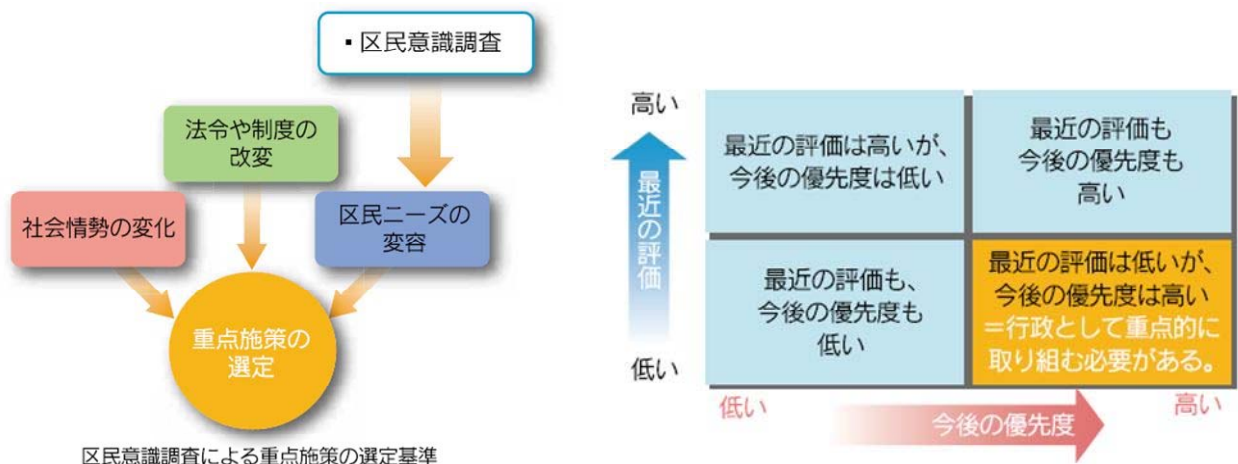 ▪区民意識調査
法令や制度の
改変
社会情勢の変化
区民ニーズの
変容
重点施策の
選定
区民意識調査による重点施策の選定基準
高い
最近の評価
低い
最近の評価は高いが、
今後の優先度は低い
最近の評価も
今後の優先度も
高い
最近の評価も、
今後の優先度も
低い
最近の評価は低いが、
今後の優先度は高い
＝行政として重点的に
取り組む必要がある。
低い
今後の優先度
高い